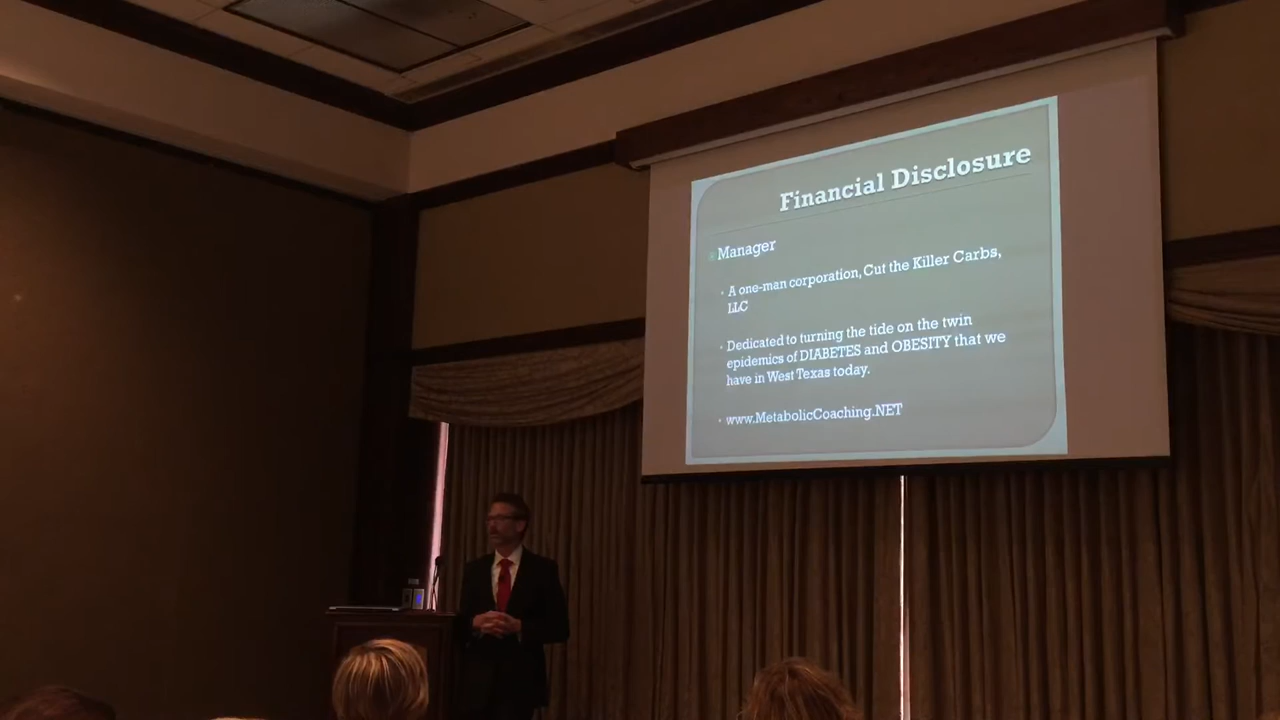 Financial Disclosure
Manager
A one-man corporation, Cut the Killer Carbs,
LLC
Dedicated to turning the tide on the twin
epidemics of DIABETES and OBESITY that we
have in West Texas today.
www.MetabolicCoaching.NET